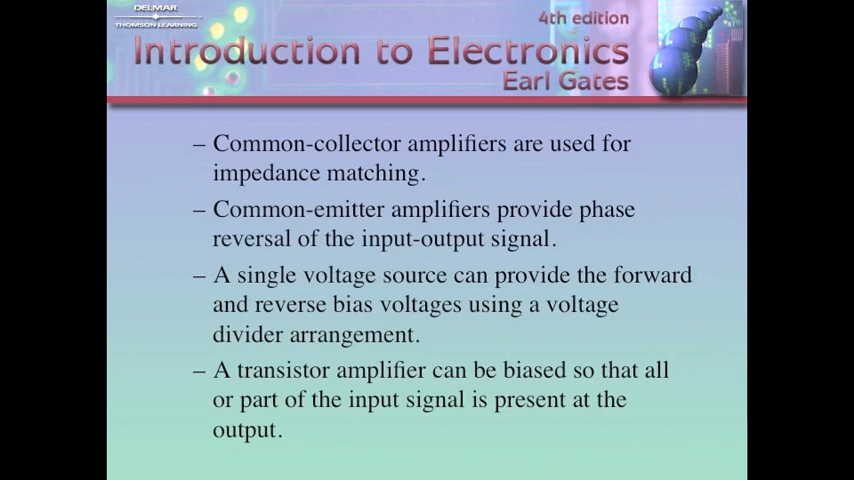 DELMAR
THOMSON LEARNING
4th edition
Introduction to Electronics
Earl Gates
– Common-collector amplifiers are used for
impedance matching.
– Common-emitter amplifiers provide phase
reversal of the input-output signal.
– A single voltage source can provide the forward
and reverse bias voltages using a voltage
divider arrangement.
– A transistor amplifier can be biased so that all
or part of the input signal is present at the
output.